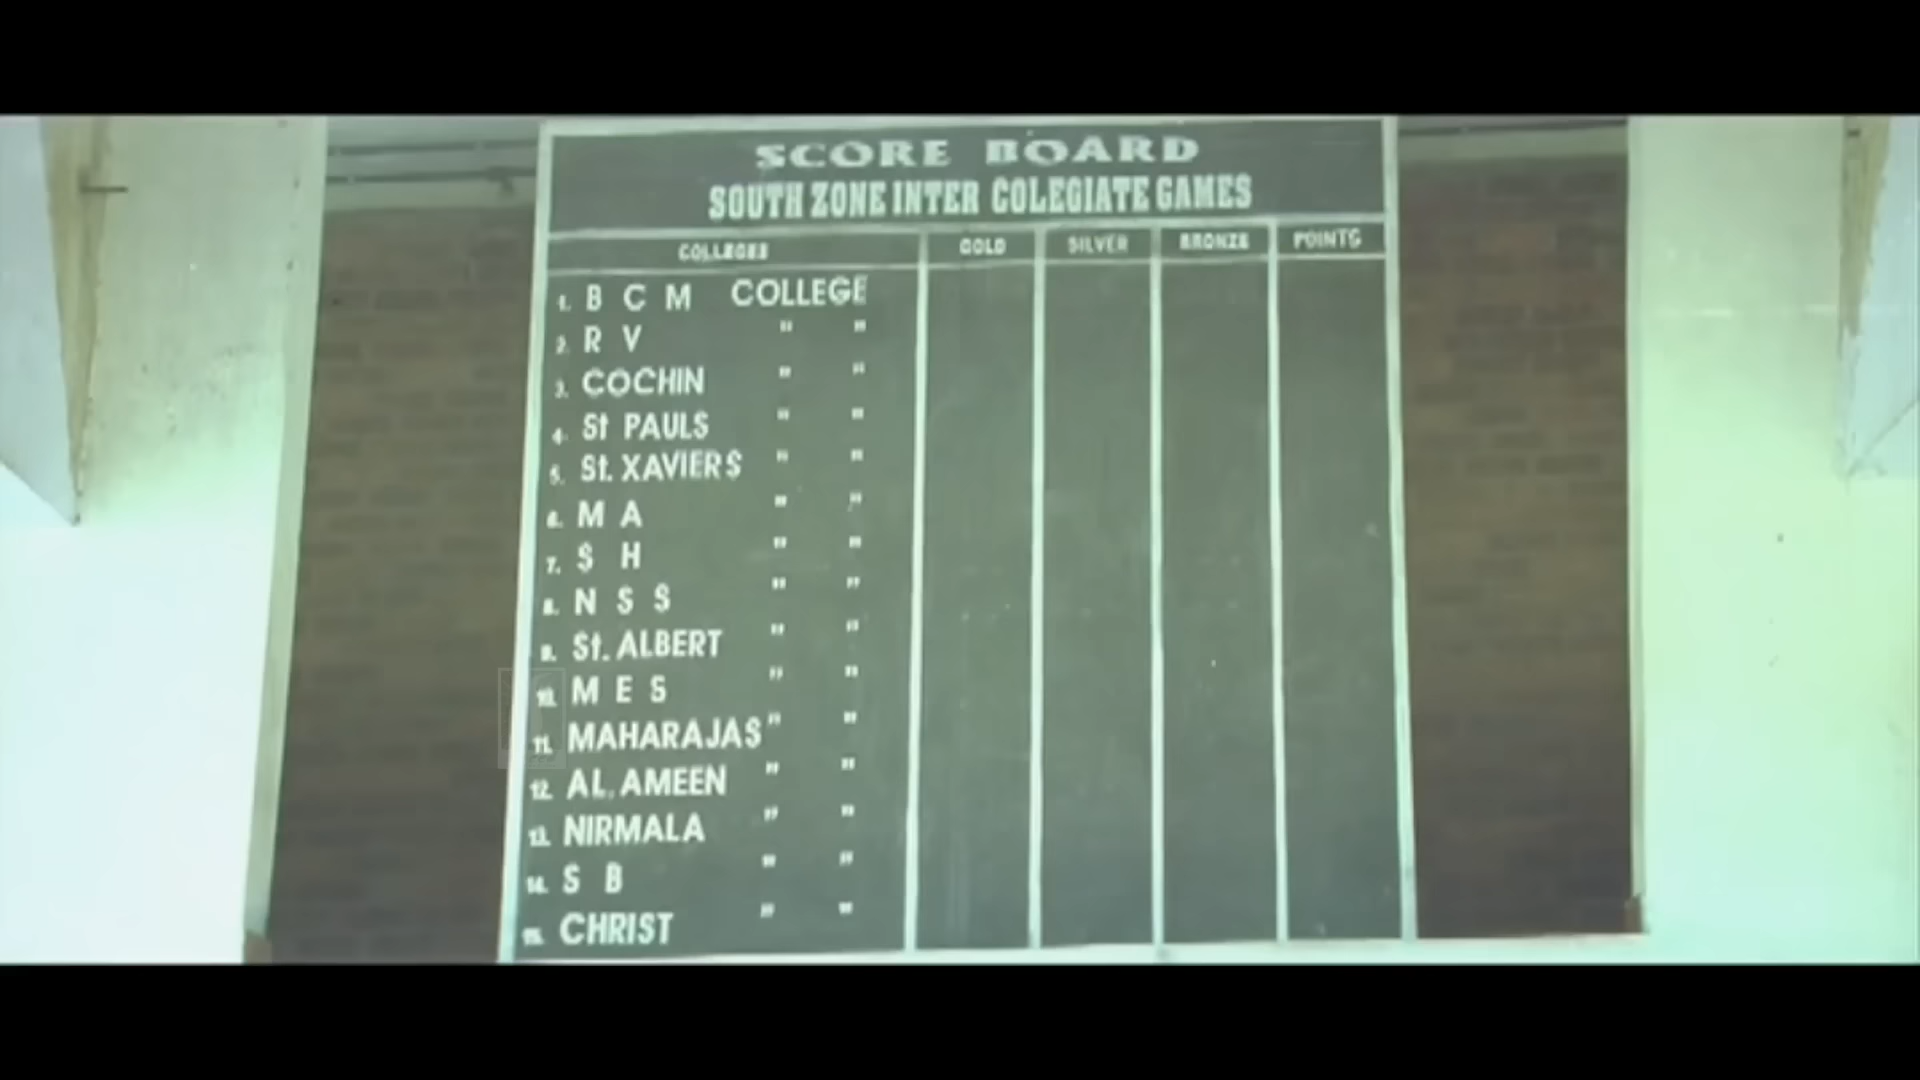 SCORE BOARD
SOUTH ZONE INTER COLEGIATE GAMES
COLLEGES GOLD SILVER BRONZE POINTS
1. B C M COLLEGE
2. R V " "
3. COCHIN " "
4. St PAULS " "
5. St. XAVIERS " "
6. M A " "
7. S H " "
8. N S S " "
9. St. ALBERT " "
10. M E S " "
11. MAHARAJAS " "
12. AL. AMEEN " "
13. NIRMALA " "
14. S B " "
15. CHRIST " "